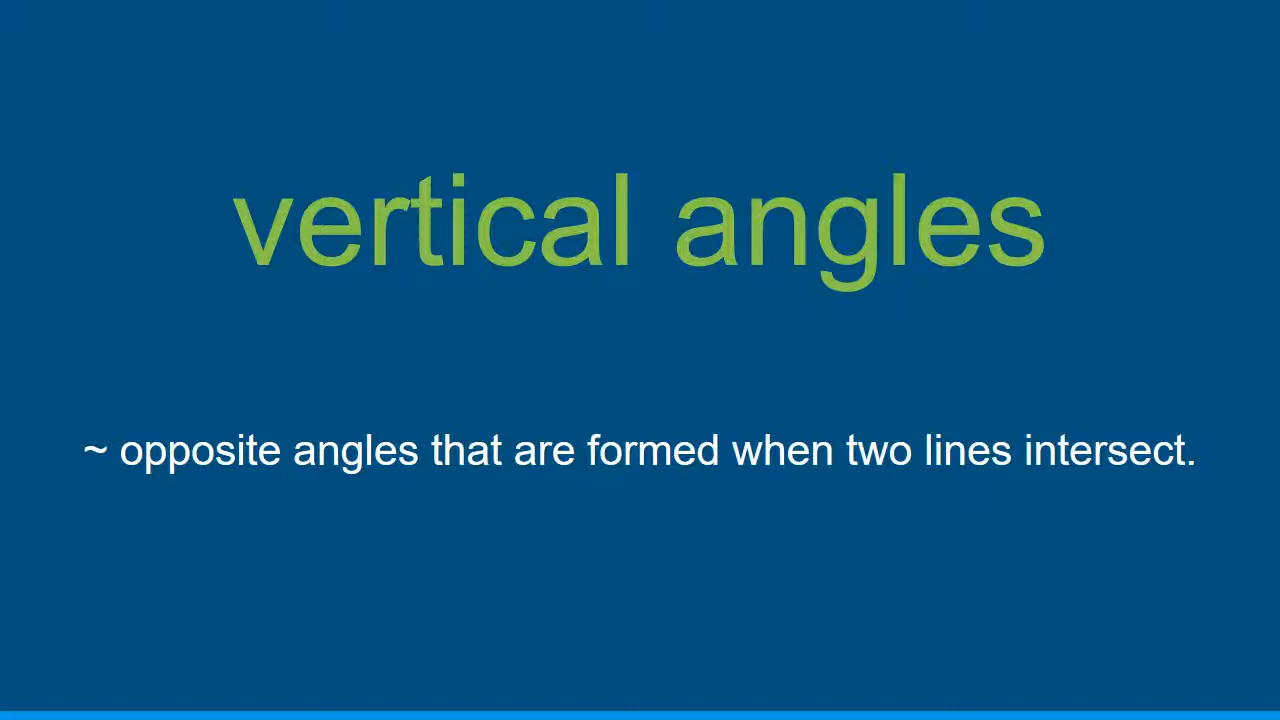 vertical angles
~ opposite angles that are formed when two lines intersect.